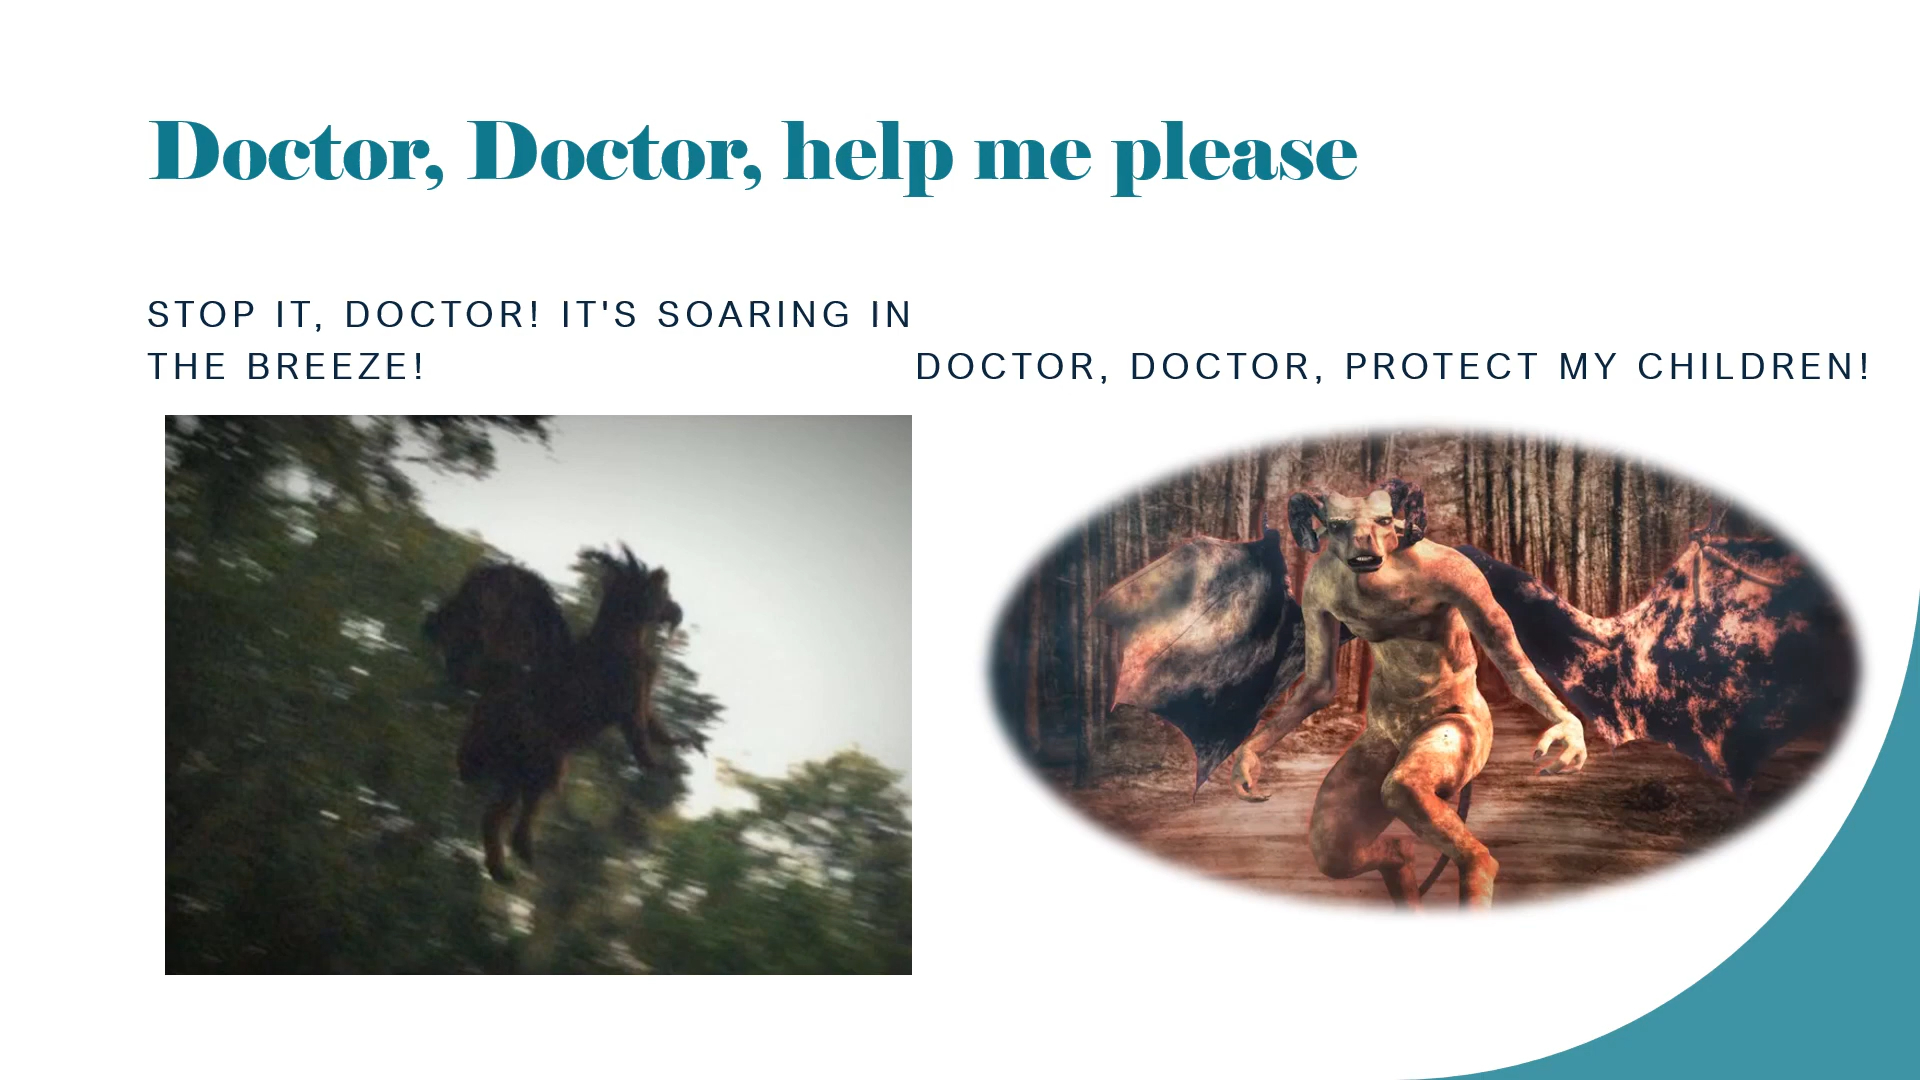 Doctor, Doctor, help me please
STOP IT, DOCTOR! IT'S SOARING IN
THE BREEZE!
DOCTOR, DOCTOR, PROTECT MY CHILDREN!